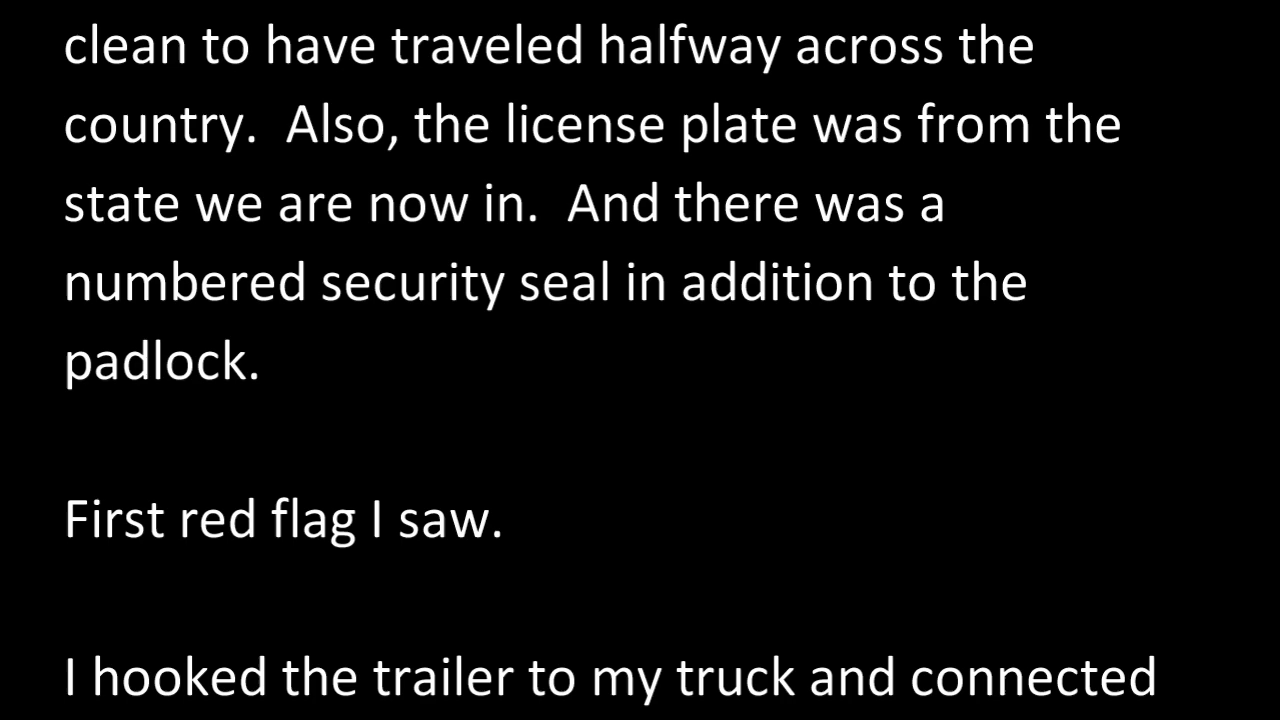 clean to have traveled halfway across the
country.  Also, the license plate was from the
state we are now in.  And there was a
numbered security seal in addition to the
padlock.
First red flag I saw.
I hooked the trailer to my truck and connected